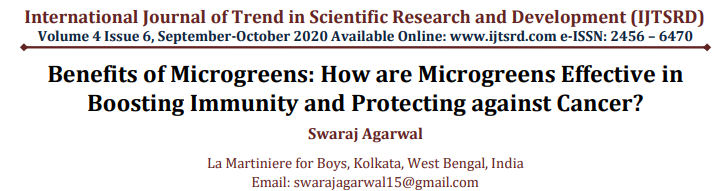 International Journal of Trend in Scientific Research and Development (IJTSRD)
Volume 4 Issue 6, September-October 2020 Available Online: www.ijtsrd.com e-ISSN: 2456 – 6470
Benefits of Microgreens: How are Microgreens Effective in
Boosting Immunity and Protecting against Cancer?
Swaraj Agarwal
La Martiniere for Boys, Kolkata, West Bengal, India
Email: swarajagarwal15@gmail.com